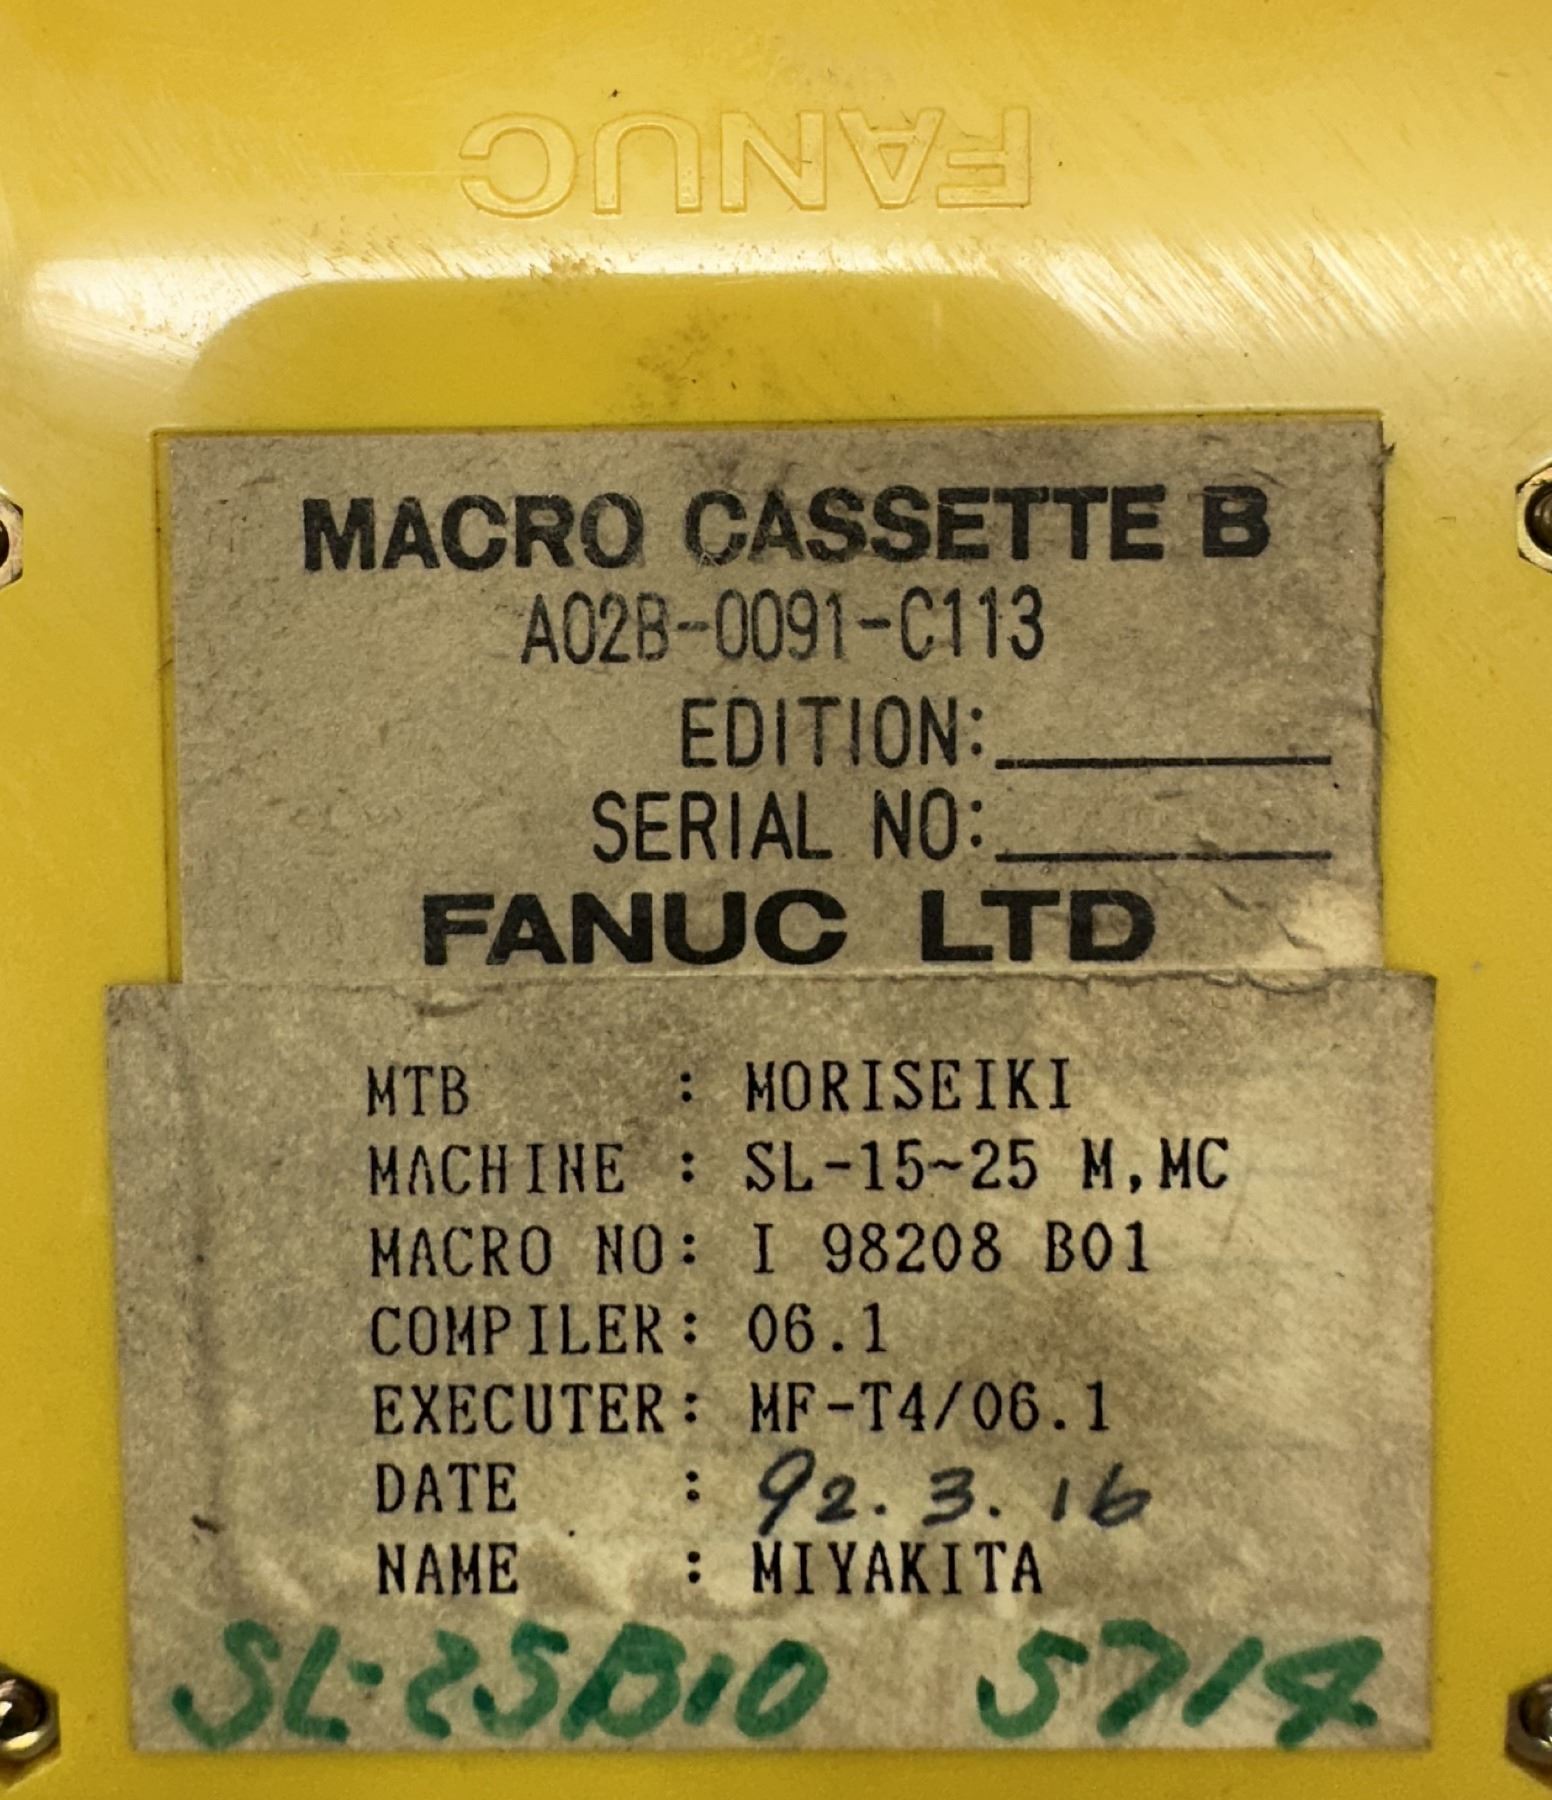 FANUC
MACRO CASSETTE B
A02B-0091-C113
EDITION:
SERIAL NO:
FANUC LTD
MTB : MORISEIKI
MACHINE : SL-15~25 M,MC
MACRO NO: I 98208 B01
COMPILER: 06.1
EXECUTER: MF-T4/06.1
DATE : 92.3.16
NAME : MIYAKITA
SL-25B10 5714